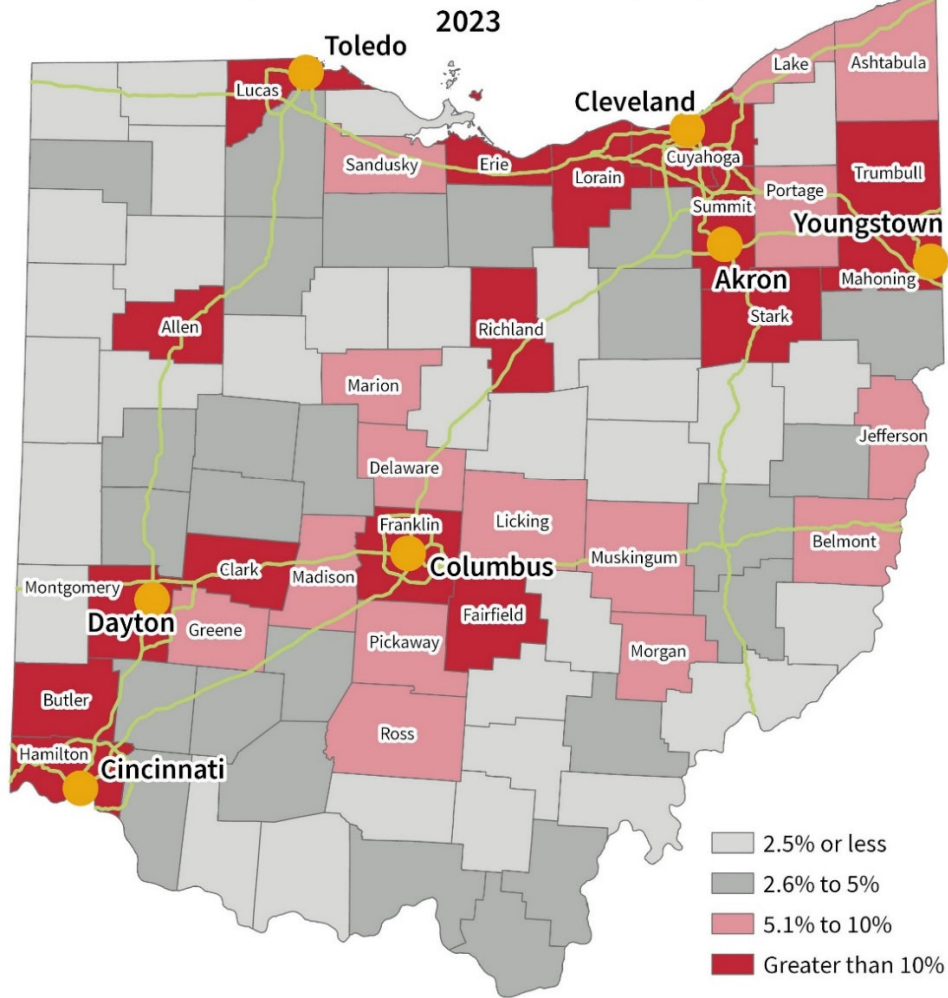 2023
Toledo
Lucas
Lake
Ashtabula
Cleveland
Cuyahoga
Sandusky
Erie
Lorain
Trumbull
Portage
Summit
Youngstown
Akron
Mahoning
Allen
Richland
Stark
Marion
Jefferson
Delaware
Licking
Franklin
Muskingum
Belmont
Columbus
Clark
Madison
Montgomery
Dayton
Greene
Fairfield
Pickaway
Morgan
Butler
Ross
Hamilton
Cincinnati
2.5% or less
2.6% to 5%
5.1% to 10%
Greater than 10%